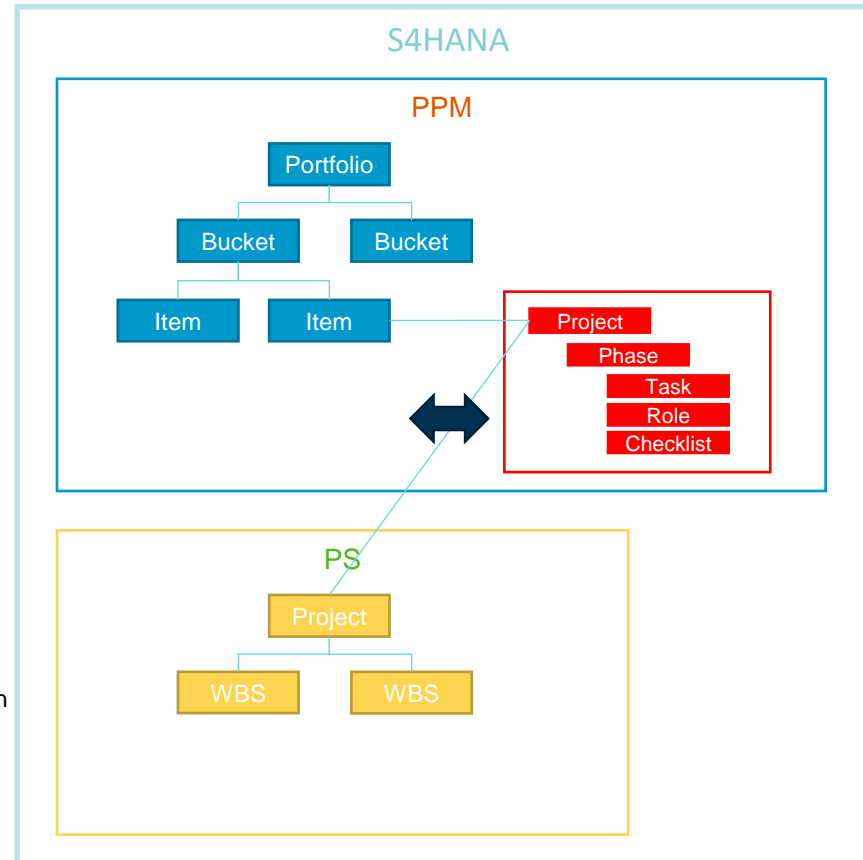 S4HANA
PPM
Portfolio
Bucket Bucket
Item Item
Project
Phase
Task
Role
Checklist
PS
Project
WBS WBS